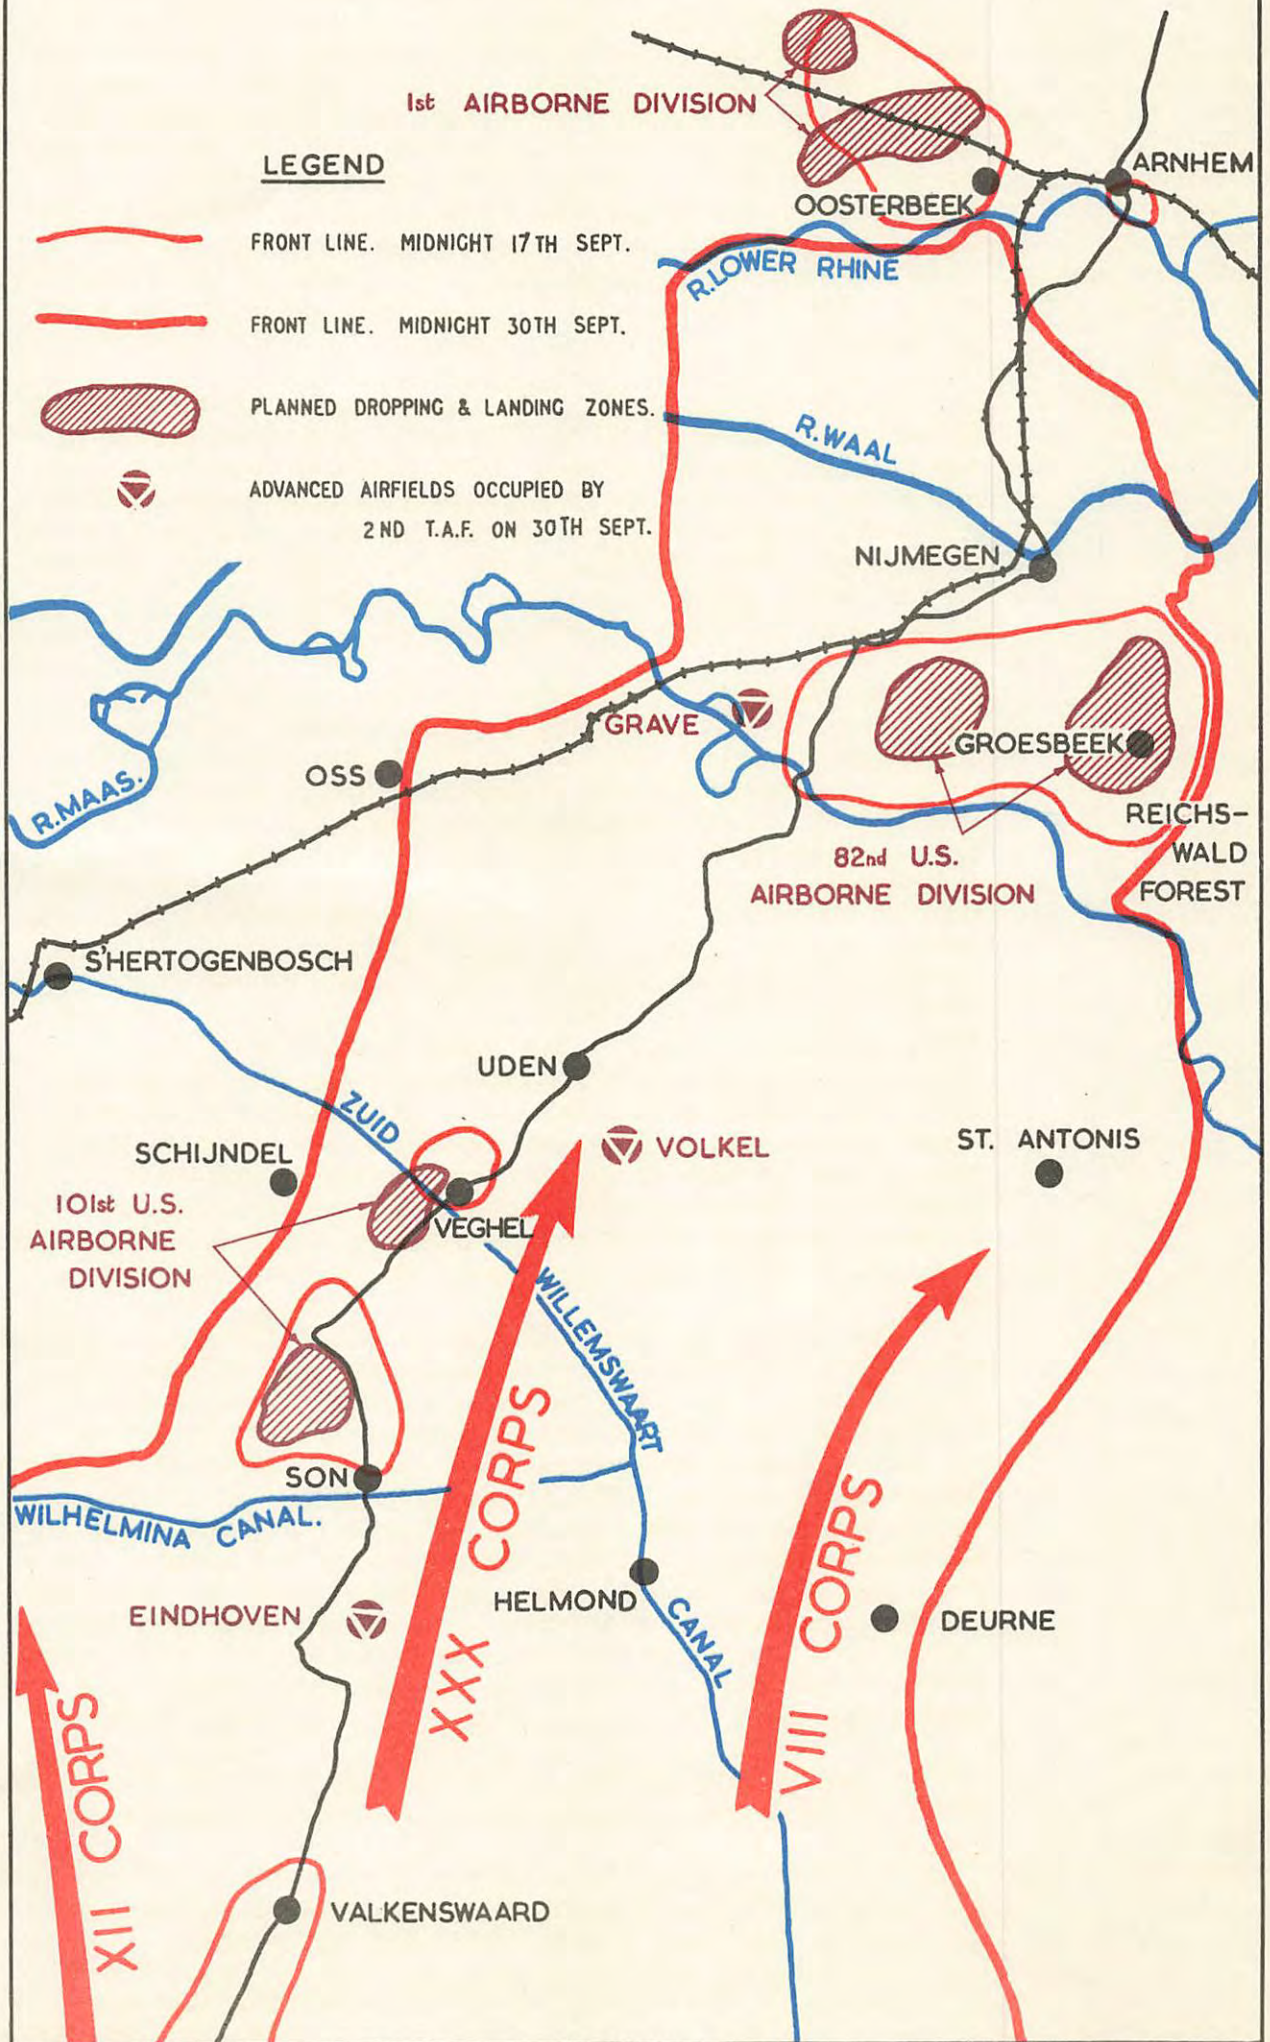 1st AIRBORNE DIVISION
LEGEND
FRONT LINE. MIDNIGHT 17TH SEPT.
FRONT LINE. MIDNIGHT 30TH SEPT.
PLANNED DROPPING & LANDING ZONES.
ADVANCED AIRFIELDS OCCUPIED BY
2ND T.A.F. ON 30TH SEPT.
ARNHEM
OOSTERBEEK
R. LOWER RHINE
R. WAAL
NIJMEGEN
GRAVE
GROESBEEK
OSS
R. MAAS.
REICHS-
WALD
FOREST
82nd U.S.
AIRBORNE DIVISION
S'HERTOGENBOSCH
UDEN
ZUID
SCHIJNDEL
VOLKEL
ST. ANTONIS
101st U.S.
AIRBORNE
DIVISION
VEGHEL
WILLEMSWAART
SON
WILHELMINA CANAL.
XXX CORPS
VIII CORPS
HELMOND
CANAL
EINDHOVEN
DEURNE
XII CORPS
VALKENSWAARD